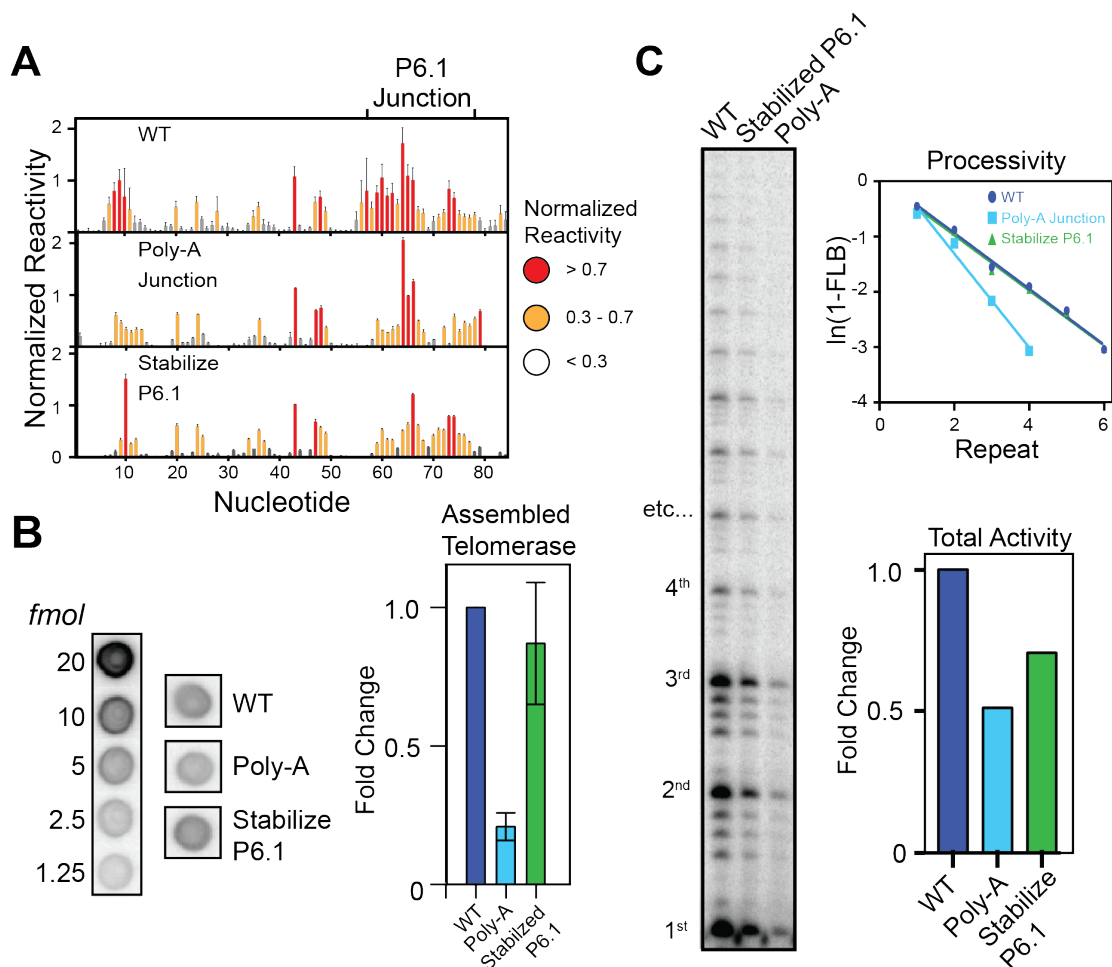 A
P6.1
Junction
Normalized Reactivity
2
1
0
WT
2
1
0
Poly-A
Junction
2
1
0
Stabilize
P6.1
10 20 30 40 50 60 70 80
Nucleotide
Normalized
Reactivity
> 0.7
0.3 - 0.7
< 0.3
B
fmol
20
10
5
2.5
1.25
WT
Poly-A
Stabilize
P6.1
Assembled
Telomerase
Fold Change
1.0
0.5
0
WT
Poly-A
Stabilzed
P6.1
C
WT
Stabilized P6.1
Poly-A
etc...
4th
3rd
2nd
1st
Processivity
ln(1-FLB)
0
-1
-2
-3
-4
WT
Poly-A Junction
Stabilize P6.1
0 2 4 6
Repeat
Total Activity
Fold Change
1.0
0.5
0
WT
Poly-A
Stabilize
P6.1